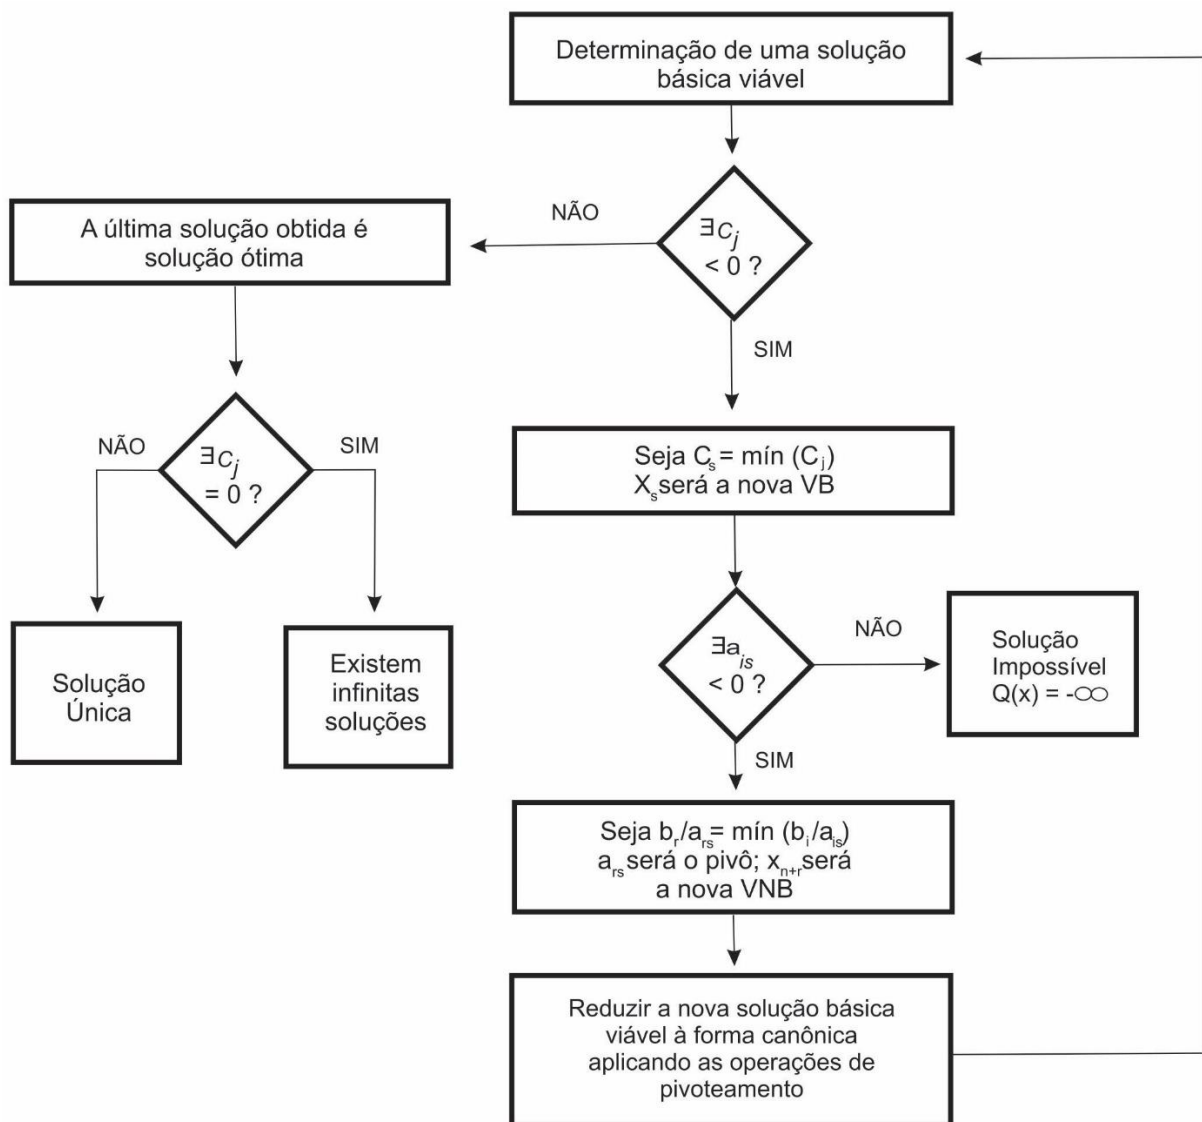 Determinação de uma solução
básica viável
NÃO
∃C_j
< 0 ?
A última solução obtida é
solução ótima
SIM
NÃO
∃C_j
= 0 ?
SIM
Seja C_s = mín (C_j)
X_s será a nova VB
Solução
Única
Existem
infinitas
soluções
∃a_is
< 0 ?
NÃO
Solução
Impossível
Q(x) = -∞
SIM
Seja b_r/a_rs = mín (b_i/a_is)
a_rs será o pivô; x_n+r será
a nova VNB
Reduzir a nova solução básica
viável à forma canônica
aplicando as operações de
pivoteamento